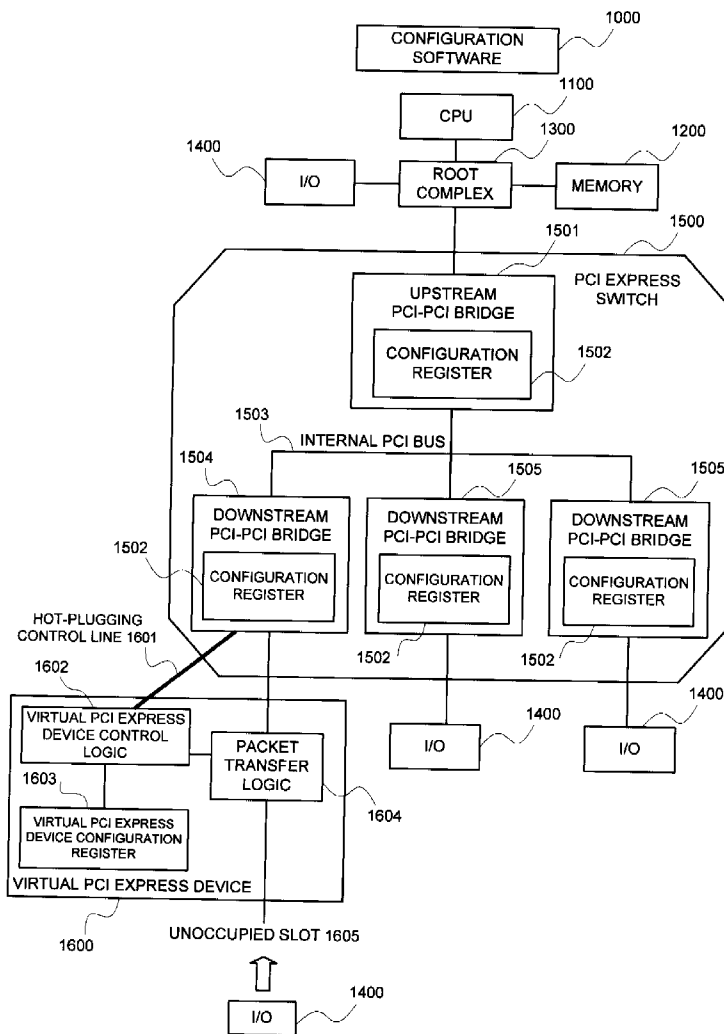 1000
CONFIGURATION
SOFTWARE
1100
CPU
1300
1200
1400
I/O
ROOT
COMPLEX
MEMORY
1500
1501
PCI EXPRESS
SWITCH
UPSTREAM
PCI-PCI BRIDGE
CONFIGURATION
REGISTER
1502
1503
INTERNAL PCI BUS
1504
1505
1505
DOWNSTREAM
PCI-PCI BRIDGE
DOWNSTREAM
PCI-PCI BRIDGE
DOWNSTREAM
PCI-PCI BRIDGE
1502
CONFIGURATION
REGISTER
CONFIGURATION
REGISTER
CONFIGURATION
REGISTER
1502
1502
HOT-PLUGGING
CONTROL LINE 1601
1602
VIRTUAL PCI EXPRESS
DEVICE CONTROL
LOGIC
PACKET
TRANSFER
LOGIC
1604
1603
VIRTUAL PCI EXPRESS
DEVICE CONFIGURATION
REGISTER
VIRTUAL PCI EXPRESS DEVICE
1600
1400
I/O
1400
I/O
UNOCCUPIED SLOT 1605
1400
I/O